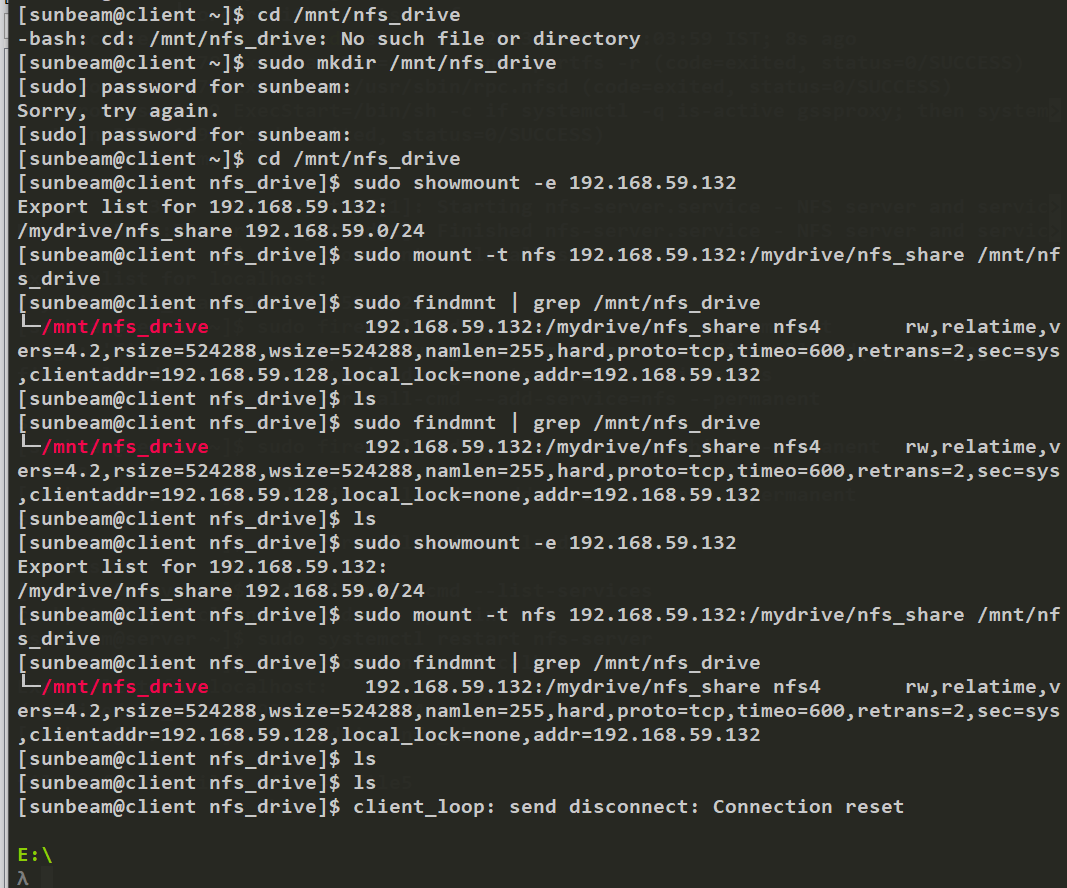 [sunbeam@client ~]$ cd /mnt/nfs_drive
-bash: cd: /mnt/nfs_drive: No such file or directory
[sunbeam@client ~]$ sudo mkdir /mnt/nfs_drive
[sudo] password for sunbeam:
Sorry, try again.
[sudo] password for sunbeam:
[sunbeam@client ~]$ cd /mnt/nfs_drive
[sunbeam@client nfs_drive]$ sudo showmount -e 192.168.59.132
Export list for 192.168.59.132:
/mydrive/nfs_share 192.168.59.0/24
[sunbeam@client nfs_drive]$ sudo mount -t nfs 192.168.59.132:/mydrive/nfs_share /mnt/nf
s_drive
[sunbeam@client nfs_drive]$ sudo findmnt | grep /mnt/nfs_drive
└─/mnt/nfs_drive             192.168.59.132:/mydrive/nfs_share nfs4       rw,relatime,v
ers=4.2,rsize=524288,wsize=524288,namlen=255,hard,proto=tcp,timeo=600,retrans=2,sec=sys
,clientaddr=192.168.59.128,local_lock=none,addr=192.168.59.132
[sunbeam@client nfs_drive]$ ls
[sunbeam@client nfs_drive]$ sudo findmnt | grep /mnt/nfs_drive
└─/mnt/nfs_drive             192.168.59.132:/mydrive/nfs_share nfs4       rw,relatime,v
ers=4.2,rsize=524288,wsize=524288,namlen=255,hard,proto=tcp,timeo=600,retrans=2,sec=sys
,clientaddr=192.168.59.128,local_lock=none,addr=192.168.59.132
[sunbeam@client nfs_drive]$ ls
[sunbeam@client nfs_drive]$ sudo showmount -e 192.168.59.132
Export list for 192.168.59.132:
/mydrive/nfs_share 192.168.59.0/24
[sunbeam@client nfs_drive]$ sudo mount -t nfs 192.168.59.132:/mydrive/nfs_share /mnt/nf
s_drive
[sunbeam@client nfs_drive]$ sudo findmnt | grep /mnt/nfs_drive
└─/mnt/nfs_drive             192.168.59.132:/mydrive/nfs_share nfs4       rw,relatime,v
ers=4.2,rsize=524288,wsize=524288,namlen=255,hard,proto=tcp,timeo=600,retrans=2,sec=sys
,clientaddr=192.168.59.128,local_lock=none,addr=192.168.59.132
[sunbeam@client nfs_drive]$ ls
[sunbeam@client nfs_drive]$ ls
[sunbeam@client nfs_drive]$ client_loop: send disconnect: Connection reset
E:\
λ